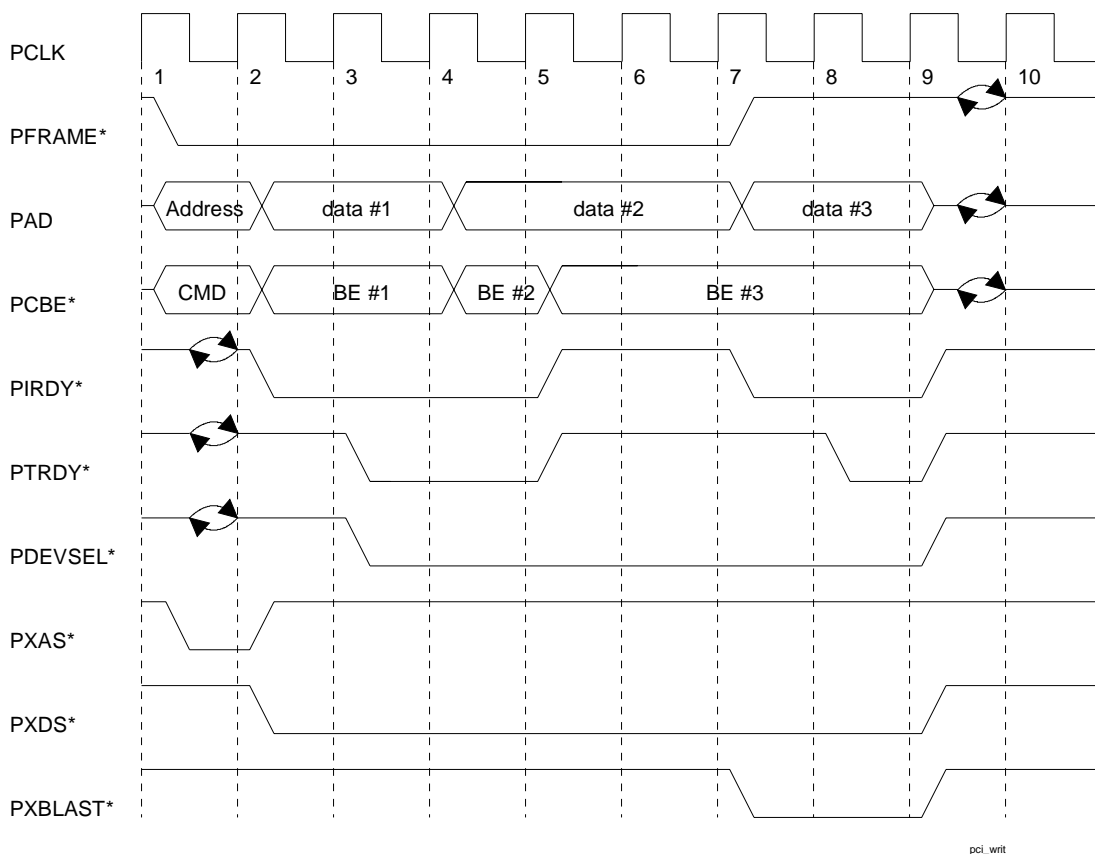 PCLK
1 2 3 4 5 6 7 8 9 10
PFRAME*
PAD Address data #1 data #2 data #3
PCBE* CMD BE #1 BE #2 BE #3
PIRDY*
PTRDY*
PDEVSEL*
PXAS*
PXDS*
PXBLAST*
pci_writ